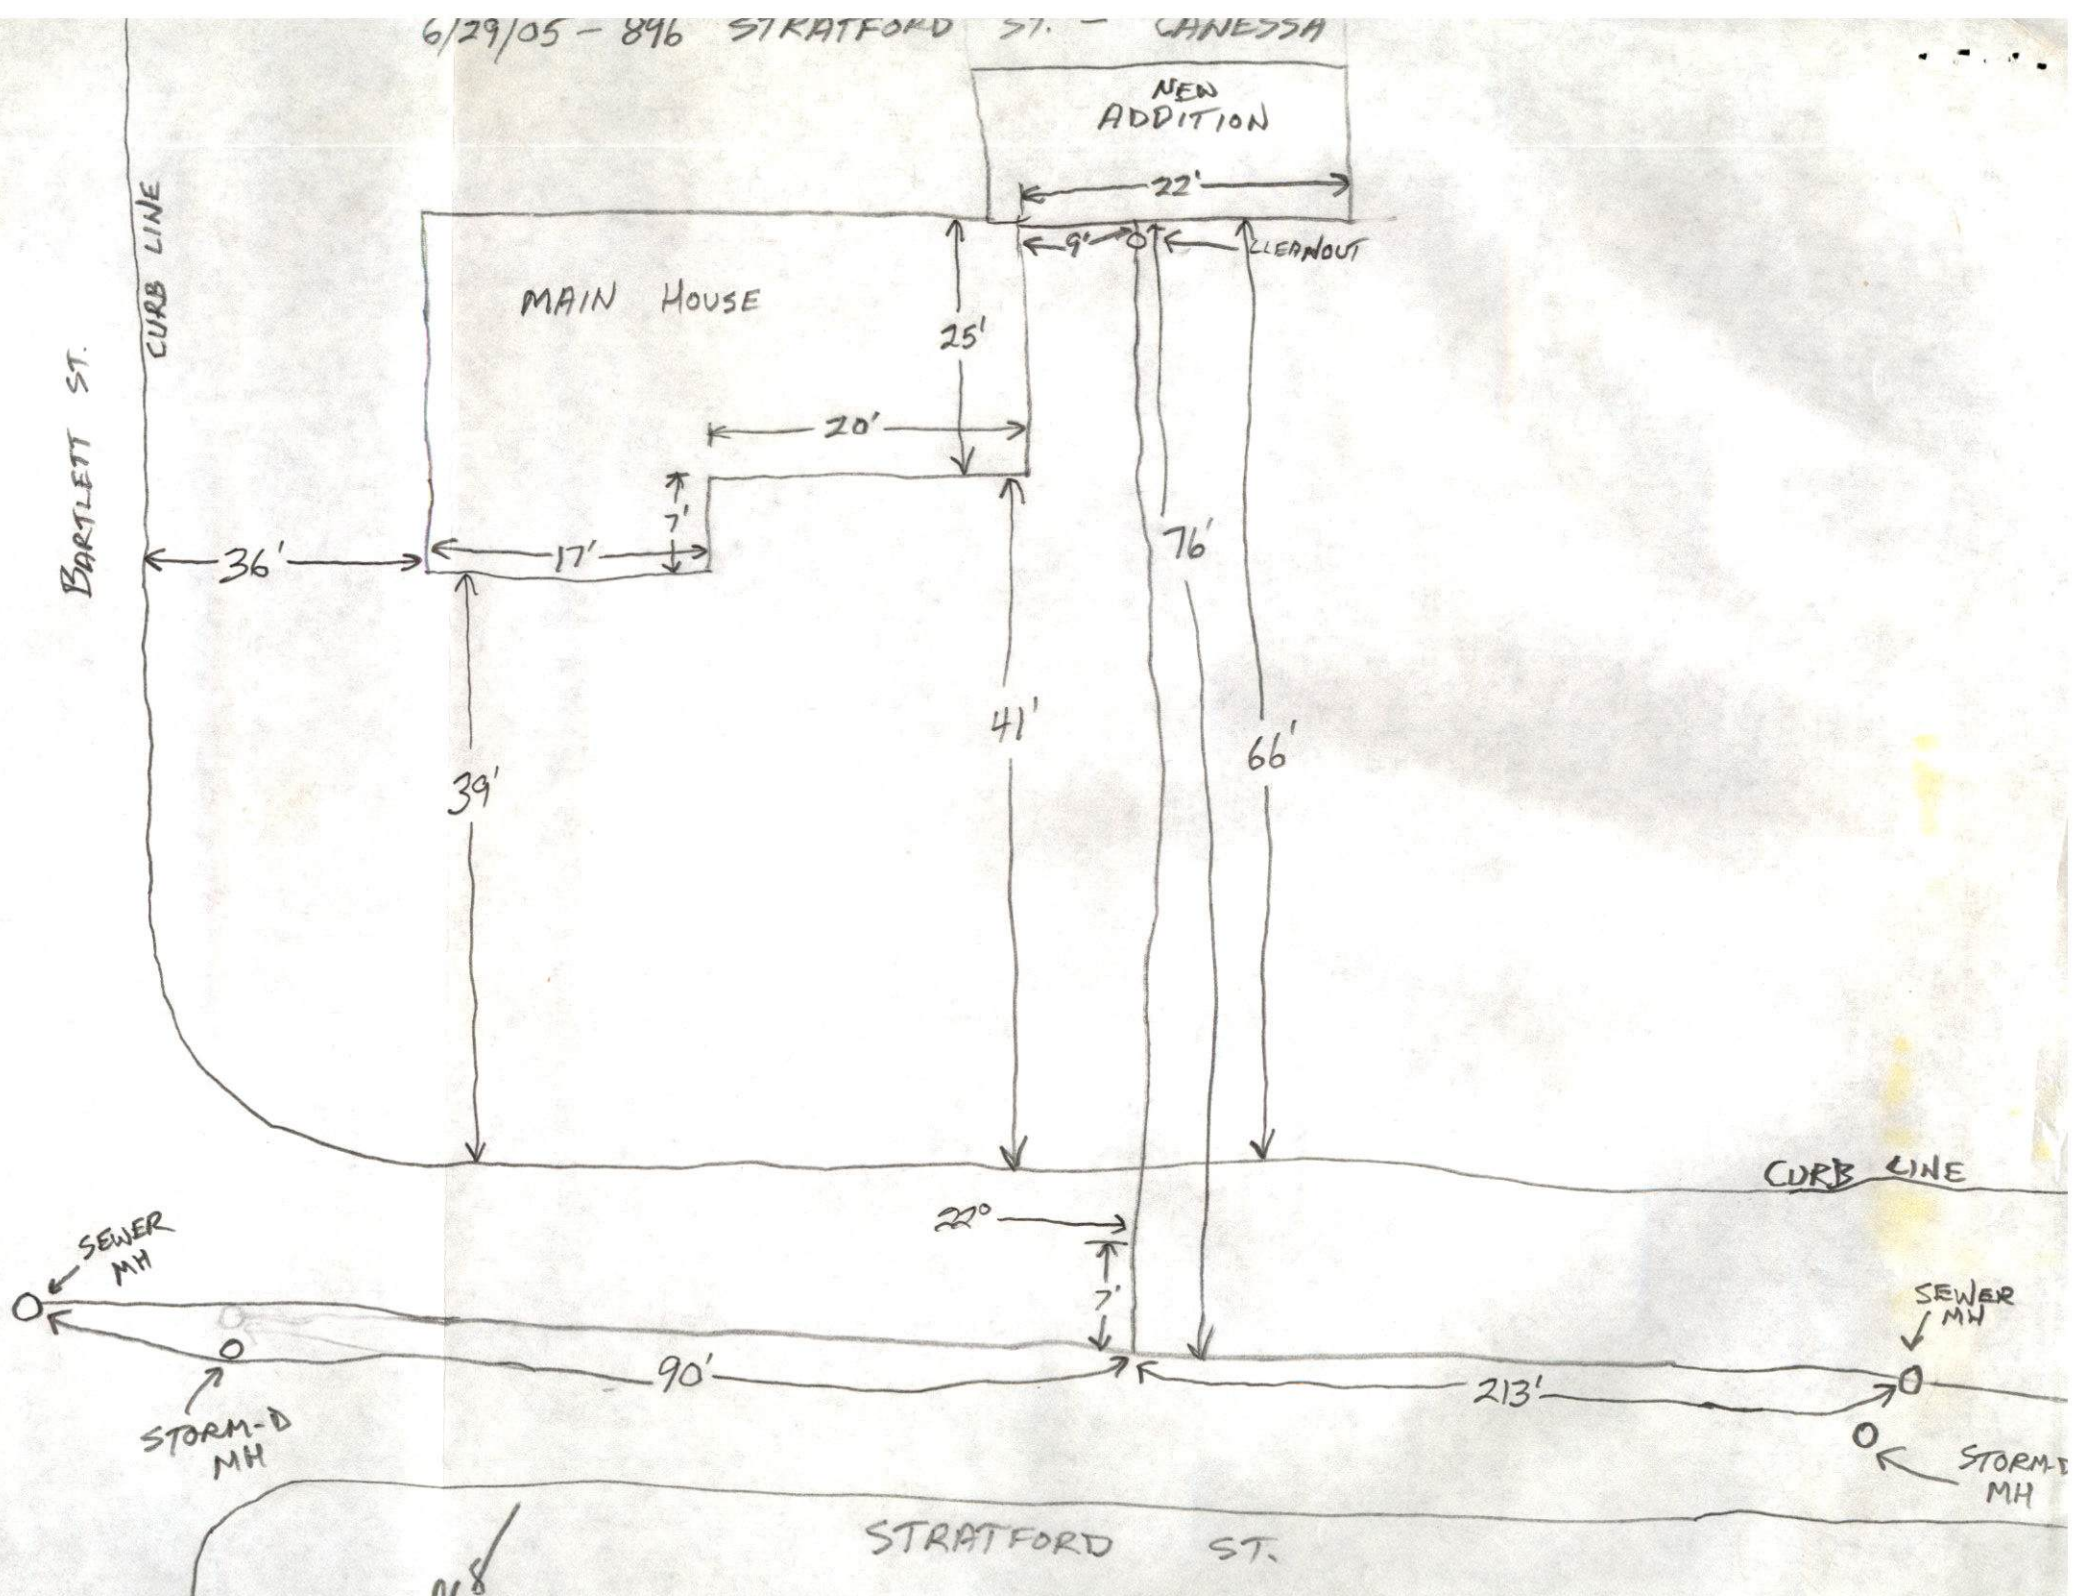 6/29/05 - 896 STRATFORD ST. - CANESSA
NEW
ADDITION
22'
9'
CLEANOUT
CURB LINE
MAIN HOUSE
25'
BARTLETT ST.
20'
7'
17'
36'
76'
41'
66'
39'
CURB LINE
22°
SEWER
MH
7'
SEWER
MH
90'
213'
STORM-D
MH
STORM-D
MH
STRATFORD ST.